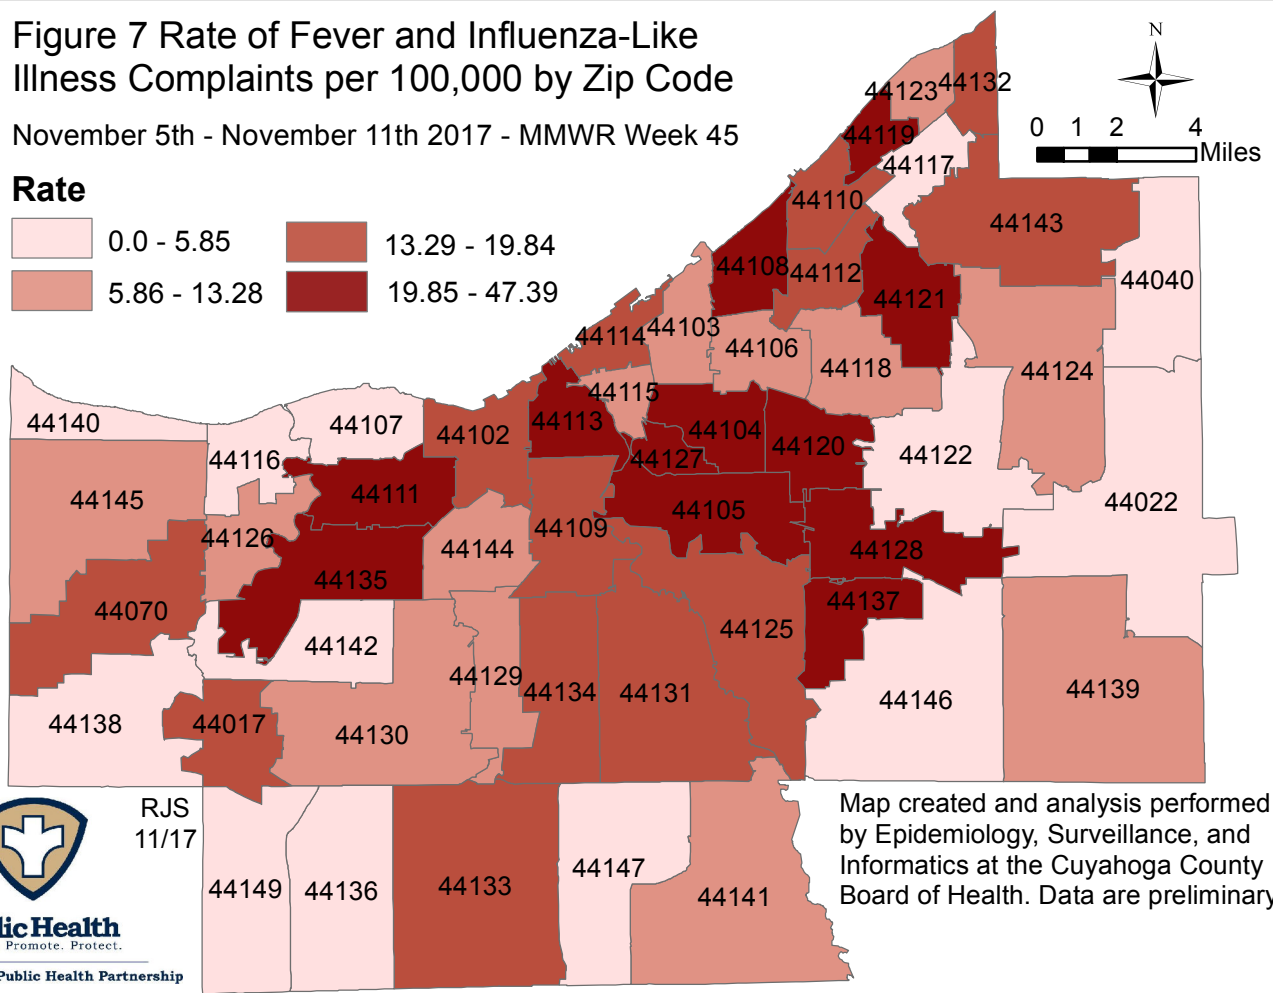 Figure 7 Rate of Fever and Influenza-Like
Illness Complaints per 100,000 by Zip Code
November 5th - November 11th 2017 - MMWR Week 45
Rate
0.0 - 5.85
13.29 - 19.84
5.86 - 13.28
19.85 - 47.39
N
0 1 2 4
Miles
44123
44132
44119
44117
44110
44143
44108
44112
44040
44121
44114
44103
44106
44118
44124
44115
44140
44107
44102
44113
44104
44120
44116
44127
44122
44145
44111
44105
44022
44126
44109
44144
44128
44135
44070
44137
44142
44125
44129
44134
44131
44139
44138
44017
44130
44146
RJS
11/17
44149
44136
44133
44147
44141
Map created and analysis performed
by Epidemiology, Surveillance, and
Informatics at the Cuyahoga County
Board of Health. Data are preliminary
lic Health
Promote. Protect.
Public Health Partnership